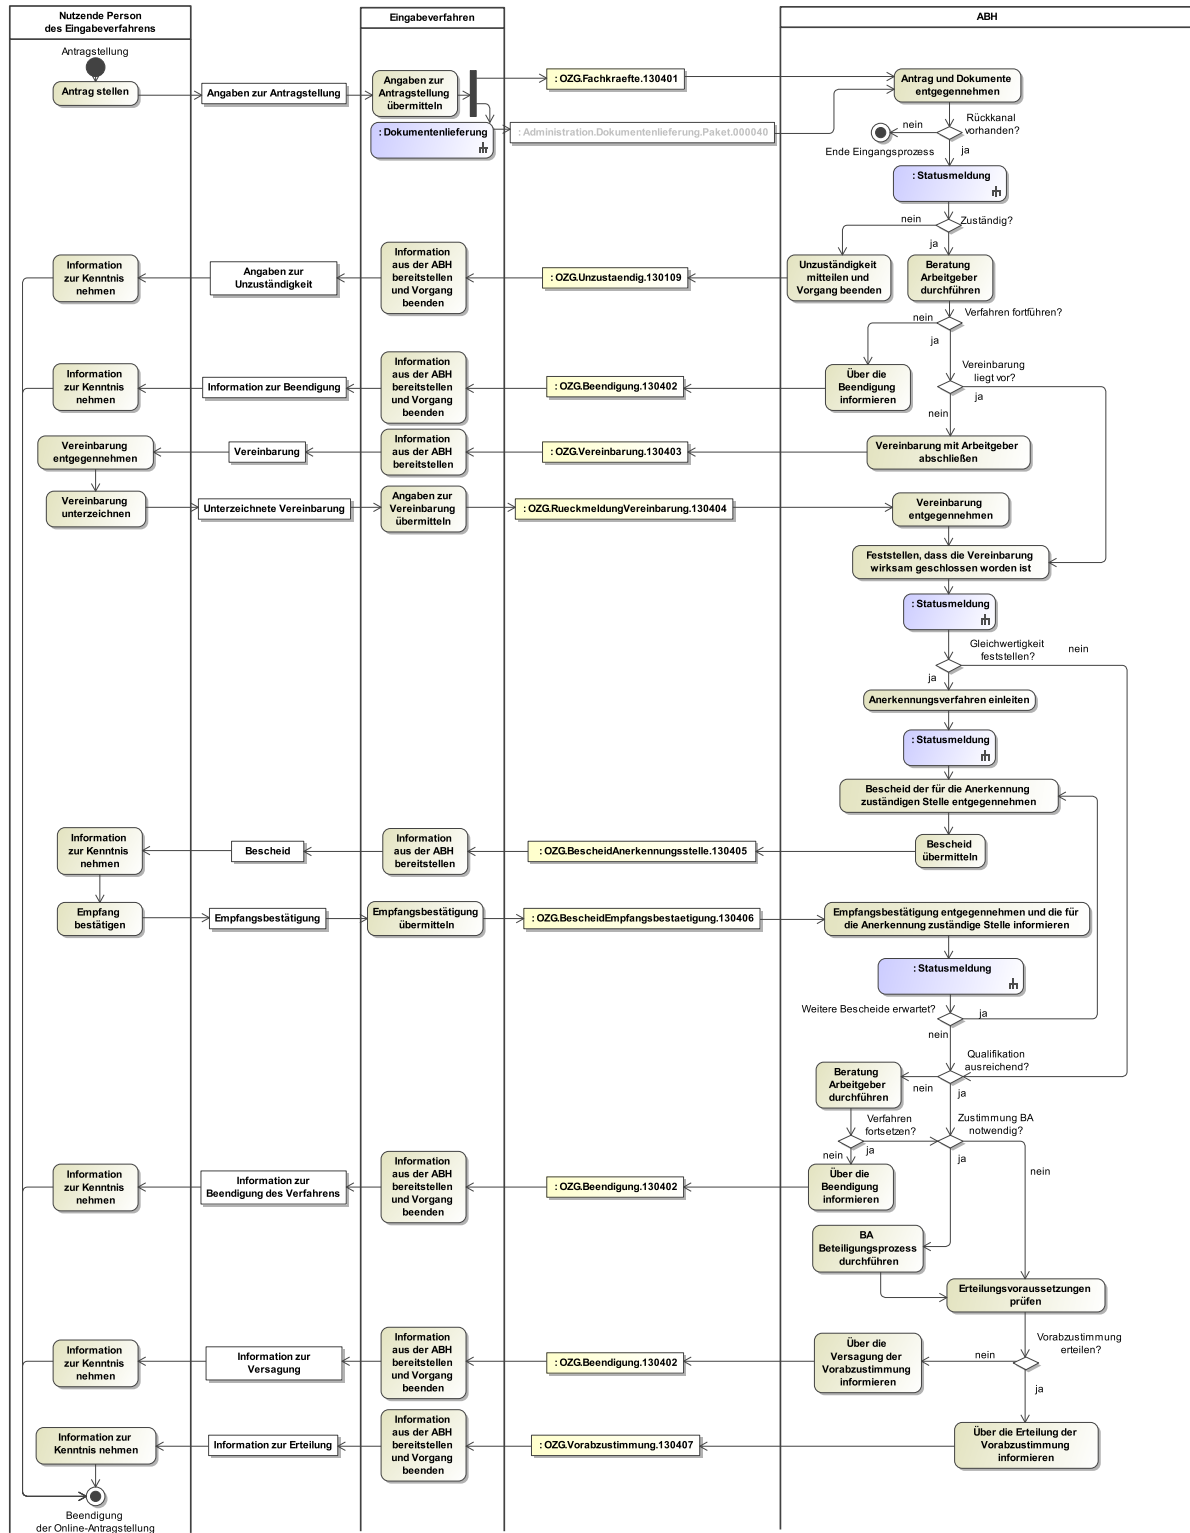 Nutzende Person
des Eingabeverfahrens
Eingabeverfahren
ABH
Antragstellung
Antrag stellen
Angaben zur Antragstellung
Angaben zur
Antragstellung
übermitteln
: OZG.Fachkraefte.130401
Antrag und Dokumente
entgegennehmen
: Dokumentenlieferung
: Administration.Dokumentenlieferung.Paket.000040
nein
Rückkanal
vorhanden?
Ende Eingangsprozess
ja
: Statusmeldung
nein
Zuständig?
ja
Information
zur Kenntnis
nehmen
Angaben zur
Unzuständigkeit
Information
aus der ABH
bereitstellen
und Vorgang
beenden
: OZG.Unzustaendig.130109
Unzuständigkeit
mitteilen und
Vorgang beenden
Beratung
Arbeitgeber
durchführen
nein
Verfahren fortführen?
ja
Information
zur Kenntnis
nehmen
Information zur Beendigung
Information
aus der ABH
bereitstellen
und Vorgang
beenden
: OZG.Beendigung.130402
Über die
Beendigung
informieren
Vereinbarung
liegt vor?
ja
nein
Vereinbarung
entgegennehmen
Vereinbarung
Information
aus der ABH
bereitstellen
: OZG.Vereinbarung.130403
Vereinbarung mit Arbeitgeber
abschließen
Vereinbarung
unterzeichnen
Unterzeichnete Vereinbarung
Angaben zur
Vereinbarung
übermitteln
: OZG.RueckmeldungVereinbarung.130404
Vereinbarung
entgegennehmen
Feststellen, dass die Vereinbarung
wirksam geschlossen worden ist
: Statusmeldung
Gleichwertigkeit
feststellen?
nein
ja
Anerkennungsverfahren einleiten
: Statusmeldung
Bescheid der für die Anerkennung
zuständigen Stelle entgegennehmen
Information
zur Kenntnis
nehmen
Bescheid
Information
aus der ABH
bereitstellen
: OZG.BescheidAnerkennungsstelle.130405
Bescheid
übermitteln
Empfang
bestätigen
Empfangsbestätigung
Empfangsbestätigung
übermitteln
: OZG.BescheidEmpfangsbestaetigung.130406
Empfangsbestätigung entgegennehmen und die für
die Anerkennung zuständige Stelle informieren
: Statusmeldung
Weitere Bescheide erwartet?
ja
nein
Qualifikation
ausreichend?
Beratung
Arbeitgeber
durchführen
nein
ja
Verfahren
fortsetzen?
Zustimmung BA
notwendig?
nein
ja
ja
nein
Information
zur Kenntnis
nehmen
Information zur
Beendigung des Verfahrens
Information
aus der ABH
bereitstellen
und Vorgang
beenden
: OZG.Beendigung.130402
Über die
Beendigung
informieren
BA
Beteiligungsprozess
durchführen
Erteilungsvoraussetzungen
prüfen
Information
zur Kenntnis
nehmen
Information zur
Versagung
Information
aus der ABH
bereitstellen
und Vorgang
beenden
: OZG.Beendigung.130402
Über die
Versagung der
Vorabzustimmung
informieren
nein
Vorabzustimmung
erteilen?
ja
Information zur
Kenntnis nehmen
Information zur Erteilung
Information
aus der ABH
bereitstellen
und Vorgang
beenden
: OZG.Vorabzustimmung.130407
Über die Erteilung der
Vorabzustimmung
informieren
Beendigung
der Online-Antragstellung